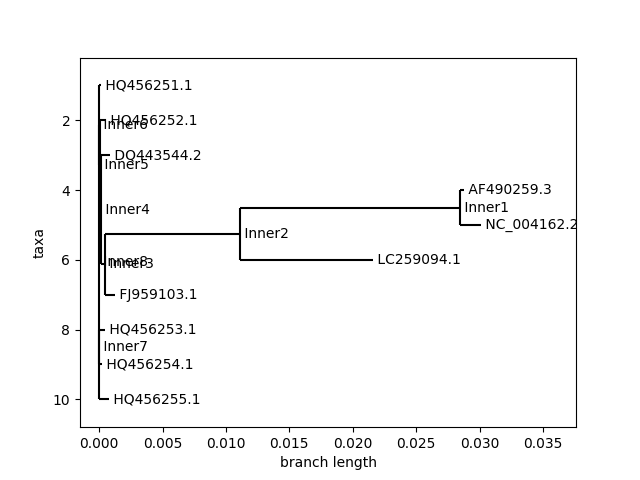 HQ456251.1
2
HQ456252.1
Inner6
DQ443544.2
Inner5
4
AF490259.3
Inner4
Inner1
NC_004162.2
taxa
Inner2
6
LC259094.1
Inner8
Inner3
FJ959103.1
8
HQ456253.1
Inner7
HQ456254.1
10
HQ456255.1
0.000 0.005 0.010 0.015 0.020 0.025 0.030 0.035
branch length